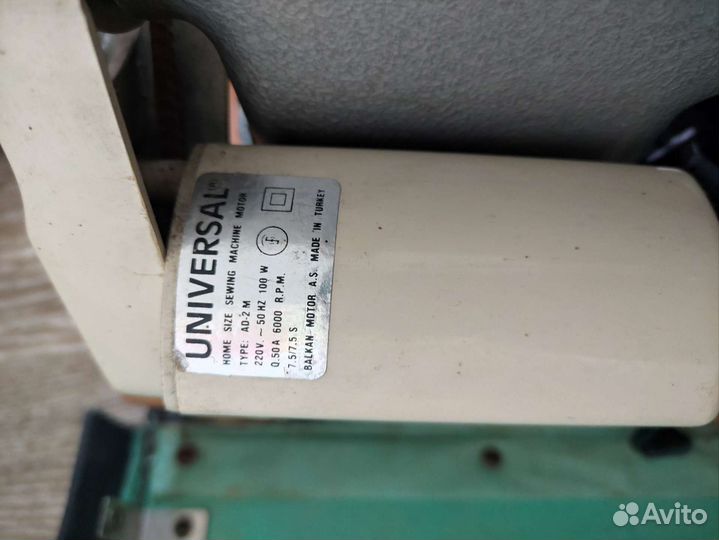 UNIVERSAL
HOME SIZE SEWING MACHINE MOTOR
TYPE: AD-2 M
220V. ~ 50 HZ 100 W
0.50 A 6000 R.P.M.
7.5/7.5 S
BALKAN MOTOR A.S. MADE IN TURKEY
Avito